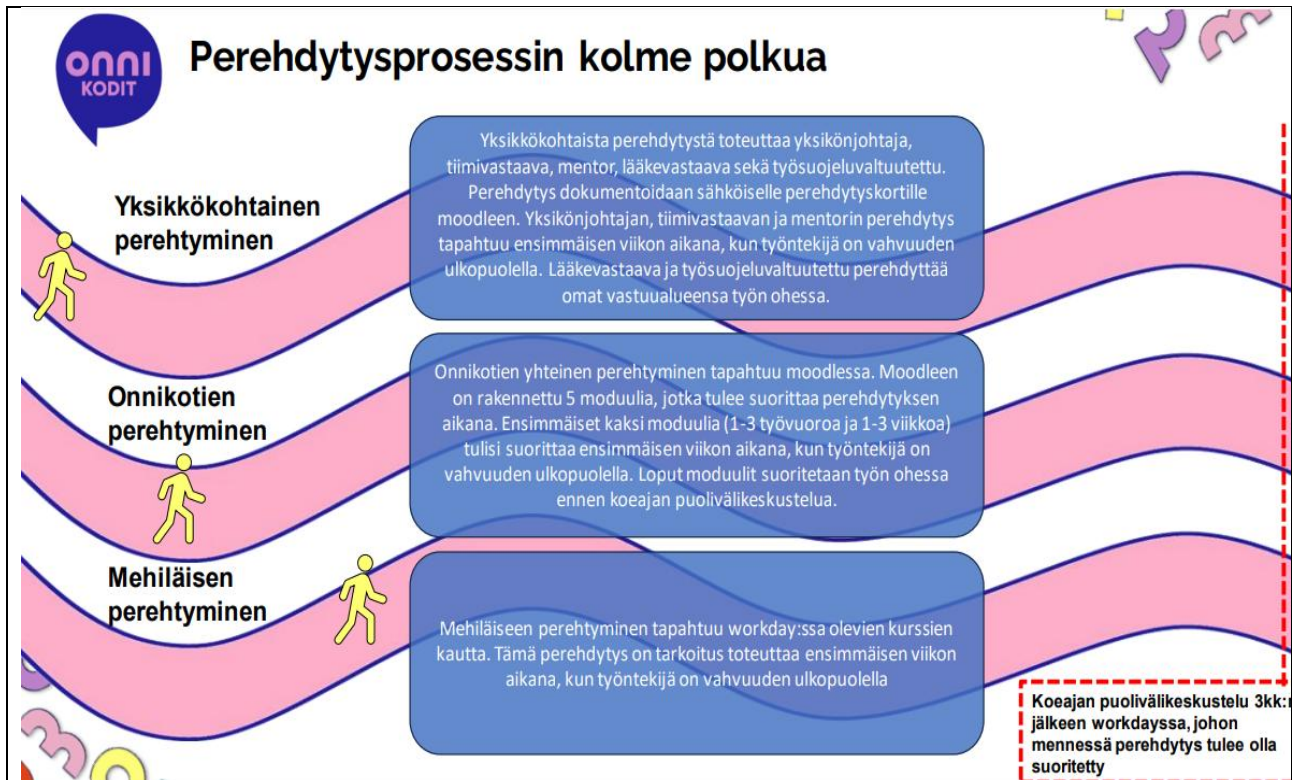 onni
KODIT
Perehdytysprosessin kolme polkua
Yksikkökohtainen
perehtyminen
Yksikkökohtaista perehdytystä toteuttaa yksikönjohtaja,
tiimivastaava, mentor, lääkevastaava sekä työsuojeluvaltuutettu.
Perehdytys dokumentoidaan sähköiselle perehdytyskortille
moodleen. Yksikönjohtajan, tiimivastaavan ja mentorin perehdytys
tapahtuu ensimmäisen viikon aikana, kun työntekijä on vahvuuden
ulkopuolella. Lääkevastaava ja työsuojeluvaltuutettu perehdyttää
omat vastuualueensa työn ohessa.
Onnikotien
perehtyminen
Onnikotien yhteinen perehtyminen tapahtuu moodlessa. Moodleen
on rakennettu 5 moduulia, jotka tulee suorittaa perehdytyksen
aikana. Ensimmäiset kaksi moduulia (1-3 työvuoroa ja 1-3 viikkoa)
tulisi suorittaa ensimmäisen viikon aikana, kun työntekijä on
vahvuuden ulkopuolella. Loput moduulit suoritetaan työn ohessa
ennen koeajan puolivälikeskustelua.
Mehiläisen
perehtyminen
Mehiläiseen perehtyminen tapahtuu workday:ssa olevien kurssien
kautta. Tämä perehdytys on tarkoitus toteuttaa ensimmäisen viikon
aikana, kun työntekijä on vahvuuden ulkopuolella
Koeajan puolivälikeskustelu 3kk:n
jälkeen workdayssa, johon
mennessä perehdytys tulee olla
suoritetty